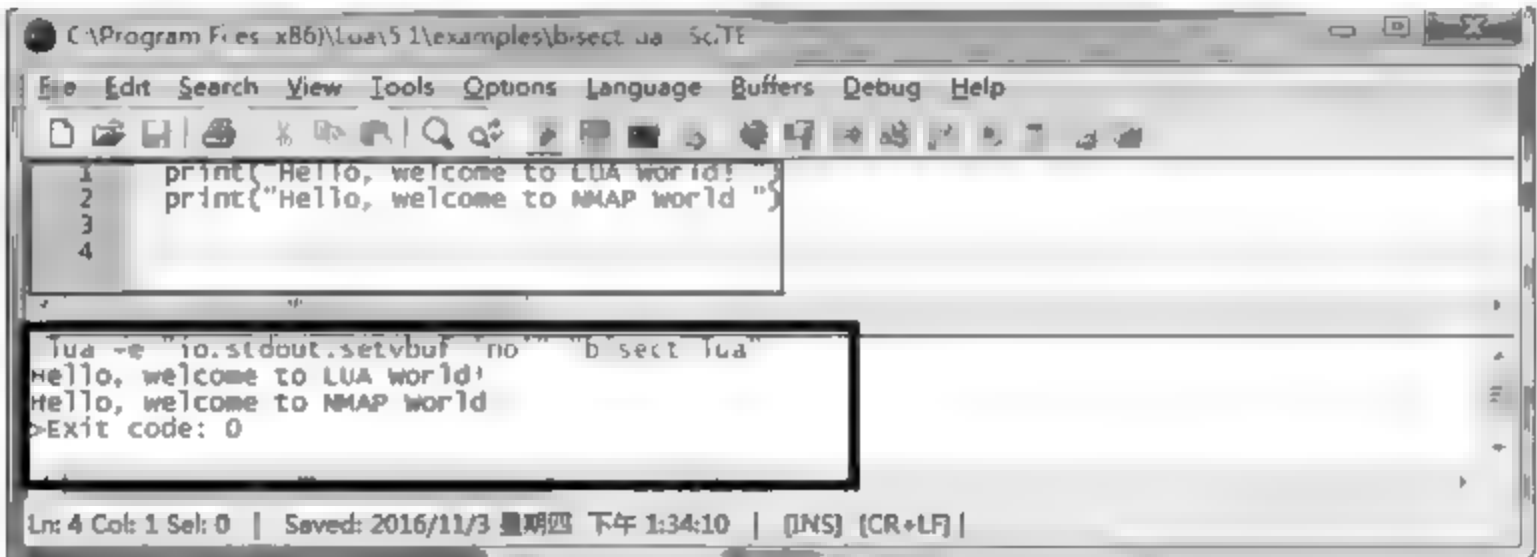 C:\Program Files (x86)\Lua\5.1\examples\bisect.lua - SciTE
File Edit Search View Tools Options Language Buffers Debug Help
1 print("Hello, welcome to LUA world! ")
2 print("Hello, welcome to NMAP world ")
3
4
>lua -e "io.stdout:setvbuf 'no'" "bisect.lua"
Hello, welcome to LUA world!
Hello, welcome to NMAP world
>Exit code: 0
Ln: 4 Col: 1 Sel: 0 | Saved: 2016/11/3 星期四 下午 1:34:10 | [INS] [CR+LF] |